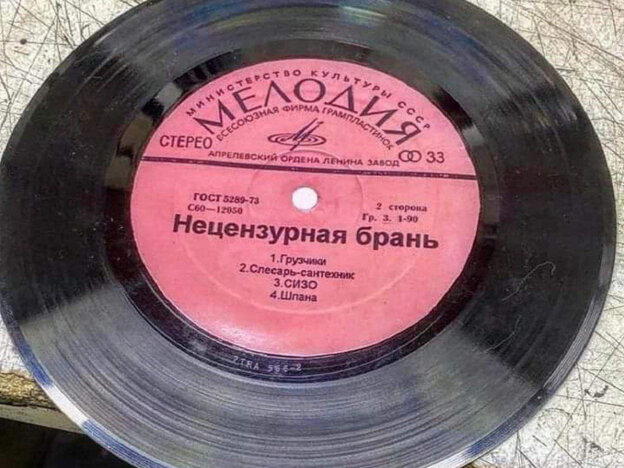 МИНИСТЕРСТВО КУЛЬТУРЫ СССР
МЕЛОДИЯ
ВСЕСОЮЗНАЯ ФИРМА ГРАМПЛАСТИНОК
СТЕРЕО
33
АПРЕЛЕВСКИЙ ОРДЕНА ЛЕНИНА ЗАВОД
ГОСТ 5289-73
С60—12050
2 сторона
Гр. 3. 1-90
Нецензурная брань
1.Грузчики
2.Слесарь-сантехник
3.СИЗО
4.Шпана